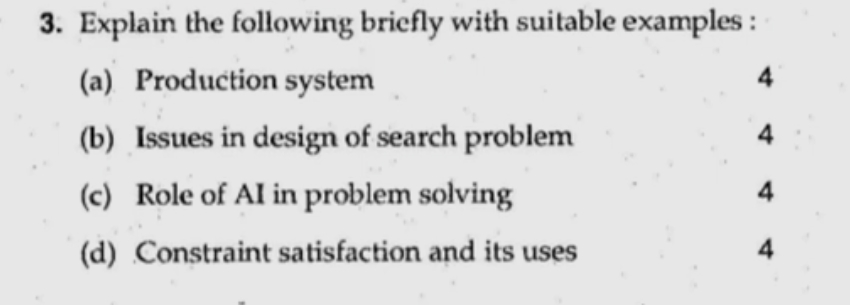 3. Explain the following briefly with suitable examples :
(a) Production system 4
(b) Issues in design of search problem 4
(c) Role of AI in problem solving 4
(d) Constraint satisfaction and its uses 4